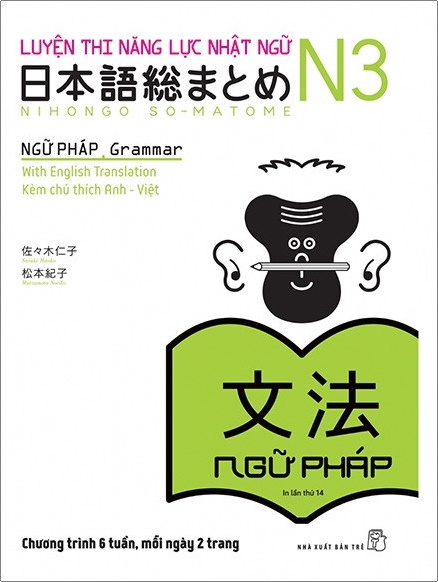 LUYỆN THI NĂNG LỰC NHẬT NGỮ
日本語総まとめ N3
NIHONGO SO-MATOME
NGỮ PHÁP, Grammar
With English Translation
Kèm chú thích Anh - Việt
佐々木仁子
Sasaki Hitoko
松本紀子
Matsumoto Noriko
文法
NGỮ PHÁP
In lần thứ 14
Chương trình 6 tuần, mỗi ngày 2 trang
NHÀ XUẤT BẢN TRẺ